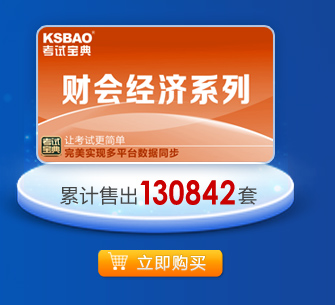 KSBAO®
考试宝典
财会经济系列
考试
宝典
让考试更简单
完美实现多平台数据同步
累计售出130842套
立即购买